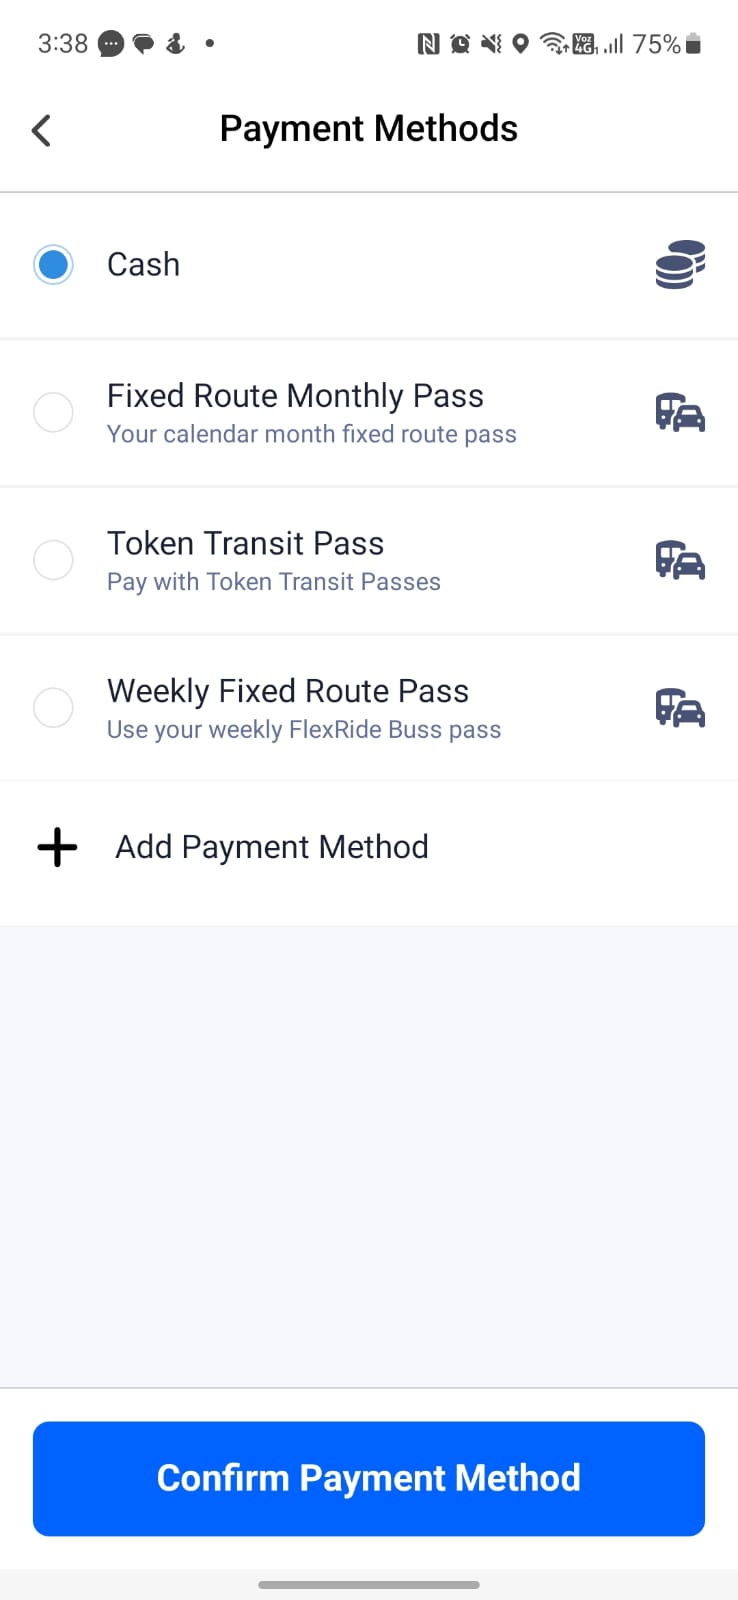 3:38
Voz
4G 75%
Payment Methods
Cash
Fixed Route Monthly Pass
Your calendar month fixed route pass
Token Transit Pass
Pay with Token Transit Passes
Weekly Fixed Route Pass
Use your weekly FlexRide Buss pass
Add Payment Method
Confirm Payment Method